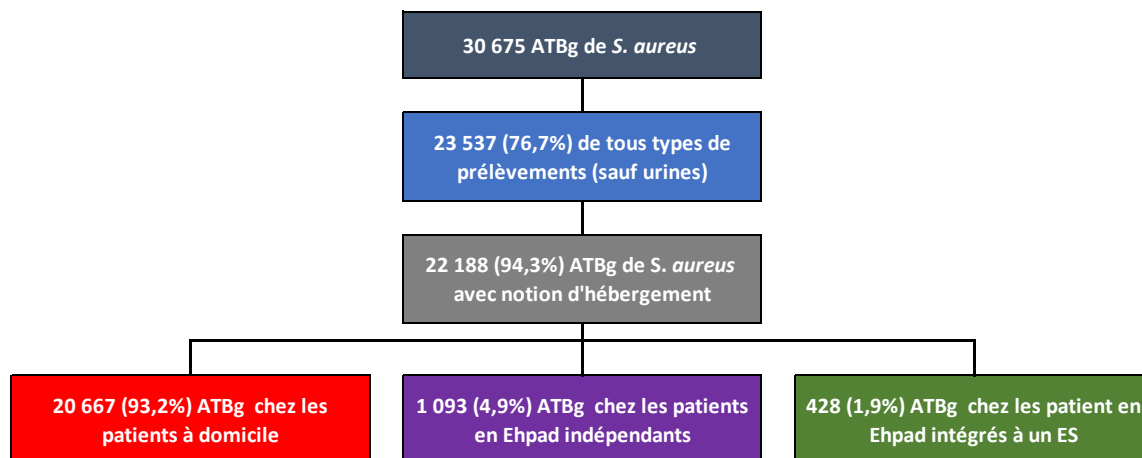 30 675 ATBg de S. aureus
23 537 (76,7%) de tous types de
prélèvements (sauf urines)
22 188 (94,3%) ATBg de S. aureus
avec notion d'hébergement
20 667 (93,2%) ATBg chez les
patients à domicile
1 093 (4,9%) ATBg chez les patients
en Ehpad indépendants
428 (1,9%) ATBg chez les patient en
Ehpad intégrés à un ES